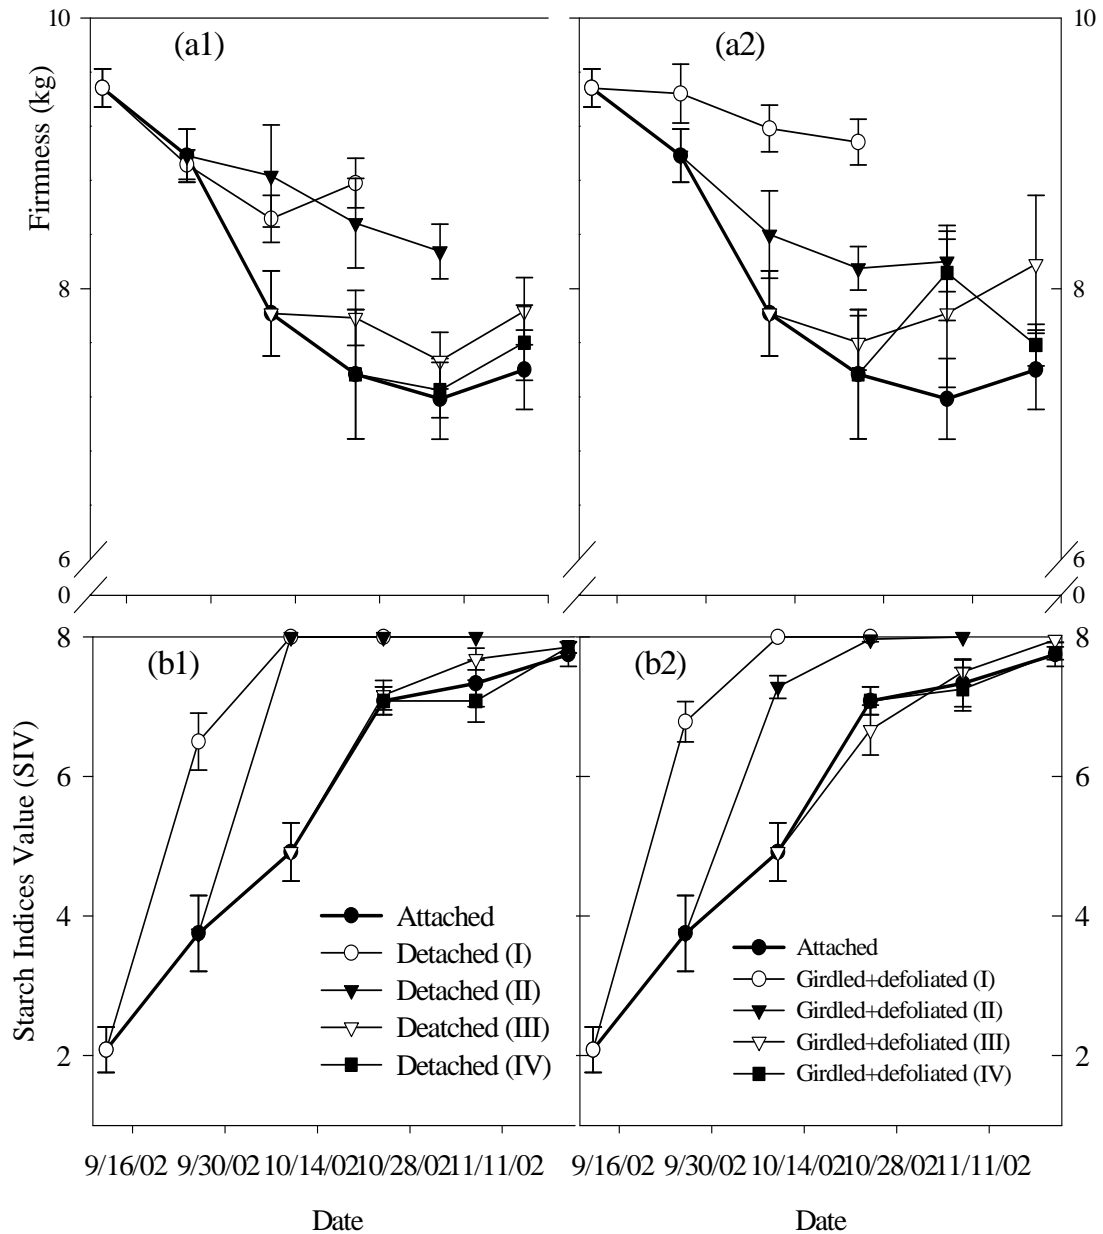 10
10
(a1)
(a2)
Firmness (kg)
8
8
6
6
0
0
8
8
(b1)
(b2)
Starch Indices Value (SIV)
6
6
4
4
2
2
Attached
Detached (I)
Detached (II)
Deatched (III)
Detached (IV)
Attached
Girdled+defoliated (I)
Girdled+defoliated (II)
Girdled+defoliated (III)
Girdled+defoliated (IV)
9/16/02 9/30/02 10/14/02 10/28/02 11/11/02
9/16/02 9/30/02 10/14/02 10/28/02 11/11/02
Date
Date